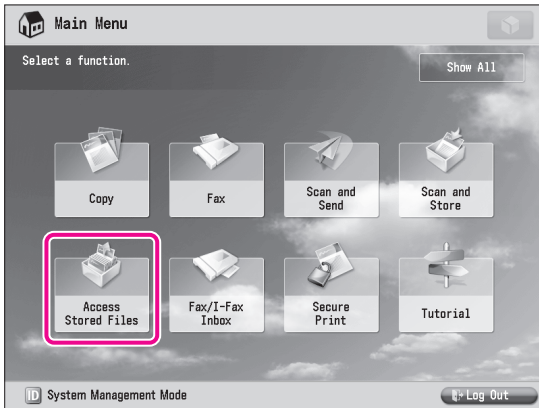 Main Menu
Select a function.
Show All
Copy
Fax
Scan and
Send
Scan and
Store
Access
Stored Files
Fax/I-Fax
Inbox
Secure
Print
Tutorial
ID System Management Mode
Log Out